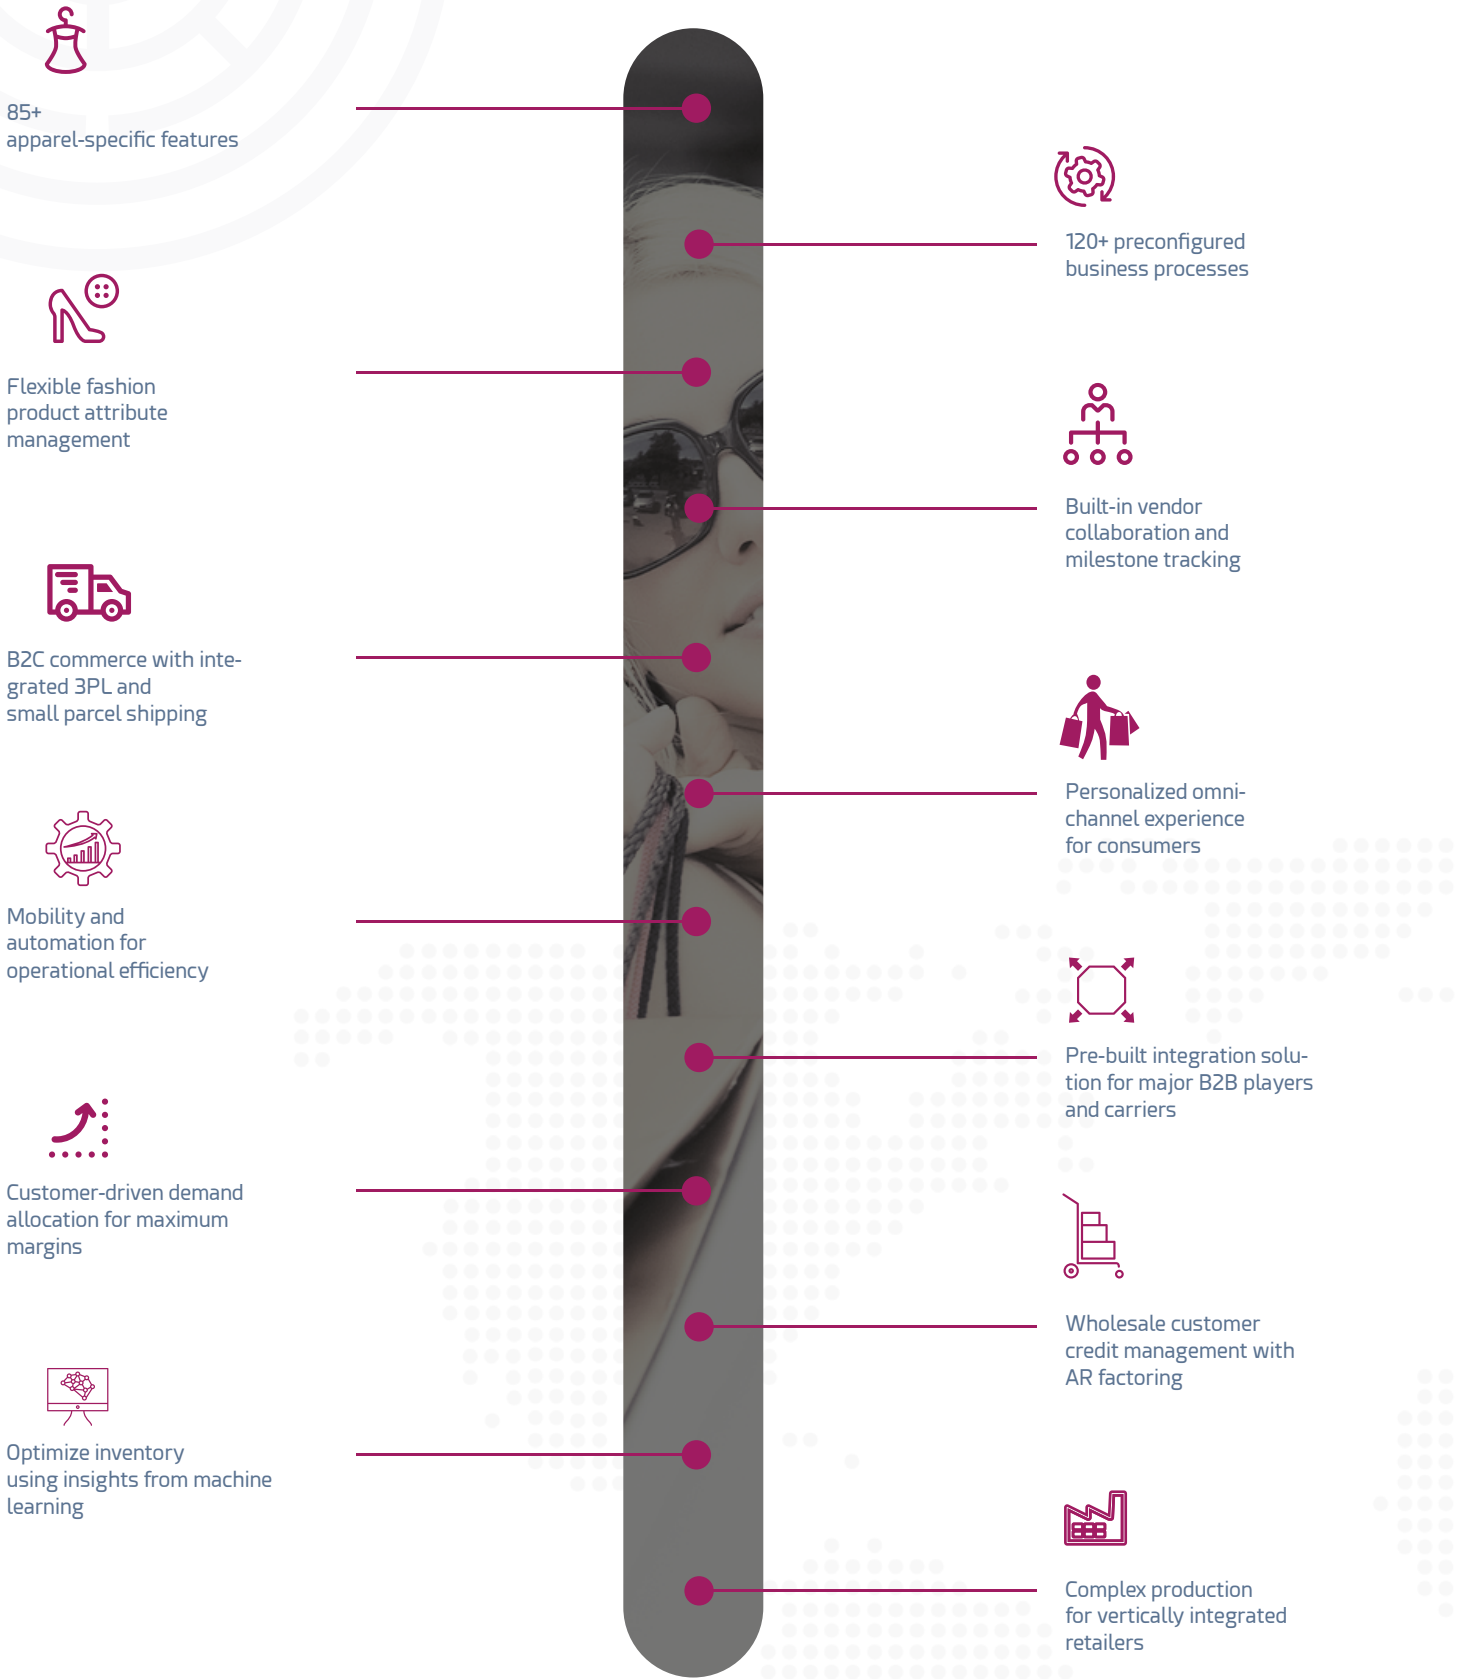 85+
apparel-specific features
120+ preconfigured
business processes
Flexible fashion
product attribute
management
Built-in vendor
collaboration and
milestone tracking
B2C commerce with inte-
grated 3PL and
small parcel shipping
Personalized omni-
channel experience
for consumers
Mobility and
automation for
operational efficiency
Pre-built integration solu-
tion for major B2B players
and carriers
Customer-driven demand
allocation for maximum
margins
Wholesale customer
credit management with
AR factoring
Optimize inventory
using insights from machine
learning
Complex production
for vertically integrated
retailers